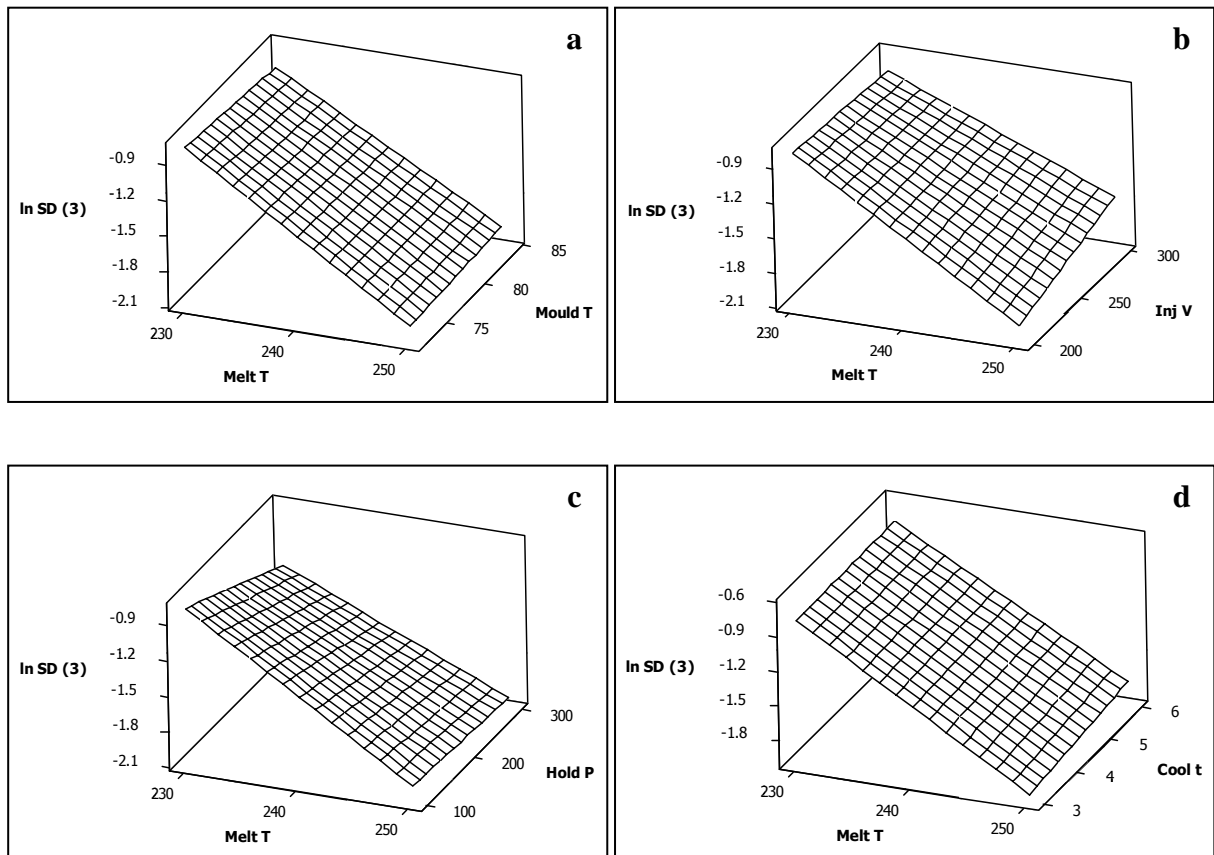 a
-0.9
-1.2
ln SD (3)
-1.5
-1.8
-2.1
230
240
250
Melt T
75
80
85
Mould T
b
-0.9
-1.2
ln SD (3)
-1.5
-1.8
-2.1
230
240
250
Melt T
200
250
300
Inj V
c
-0.9
-1.2
ln SD (3)
-1.5
-1.8
-2.1
230
240
250
Melt T
100
200
300
Hold P
d
-0.6
-0.9
ln SD (3)
-1.2
-1.5
-1.8
230
240
250
Melt T
3
4
5
6
Cool t